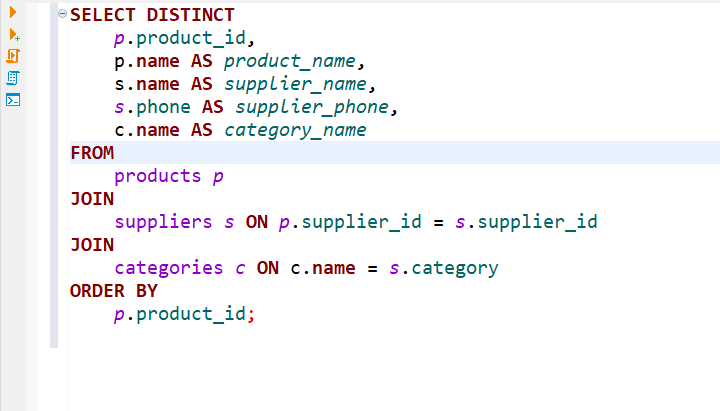 SELECT DISTINCT
p.product_id,
p.name AS product_name,
s.name AS supplier_name,
s.phone AS supplier_phone,
c.name AS category_name
FROM
products p
JOIN
suppliers s ON p.supplier_id = s.supplier_id
JOIN
categories c ON c.name = s.category
ORDER BY
p.product_id;